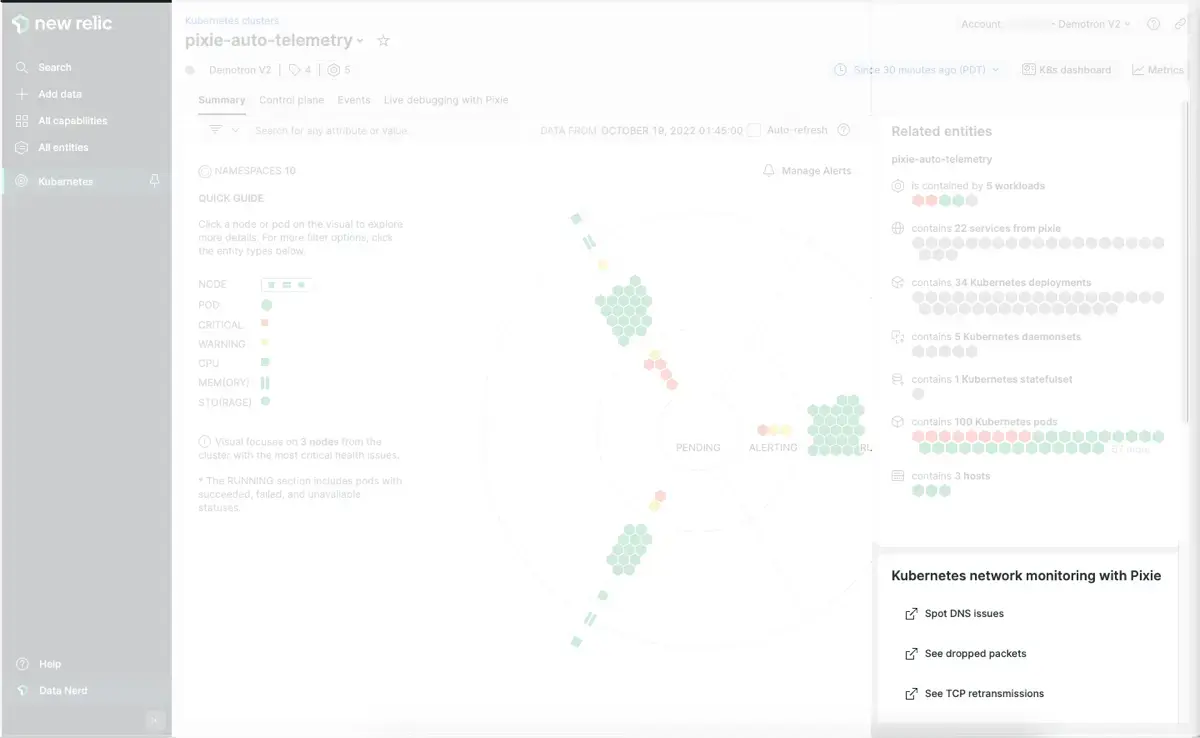 new relic
Search
Add data
All capabilities
All entities
Kubernetes
Help
Data Nerd
Kubernetes clusters
pixie-auto-telemetry
Account: - Demotron V2
Demotron V2 | 4 | 5
Since 30 minutes ago (PDT)
K8s dashboard
Metrics
Summary
Control plane
Events
Live debugging with Pixie
Search for any attribute or value.
DATA FROM OCTOBER 19, 2022 01:45:00
Auto-refresh
NAMESPACES 10
Manage Alerts
QUICK GUIDE
Click a node or pod on the visual to explore
more details. For more filter options, click
the entity types below.
NODE
POD
CRITICAL
WARNING
CPU
MEM(ORY)
STO(RAGE)
Visual focuses on 3 nodes from the
cluster with the most critical health issues.
* The RUNNING section includes pods with
succeeded, failed, and unavailable
statuses.
PENDING
ALERTING
RU
Related entities
pixie-auto-telemetry
is contained by 5 workloads
contains 22 services from pixie
contains 34 Kubernetes deployments
contains 5 Kubernetes daemonsets
contains 1 Kubernetes statefulset
contains 100 Kubernetes pods
67 more
contains 3 hosts
Kubernetes network monitoring with Pixie
Spot DNS issues
See dropped packets
See TCP retransmissions